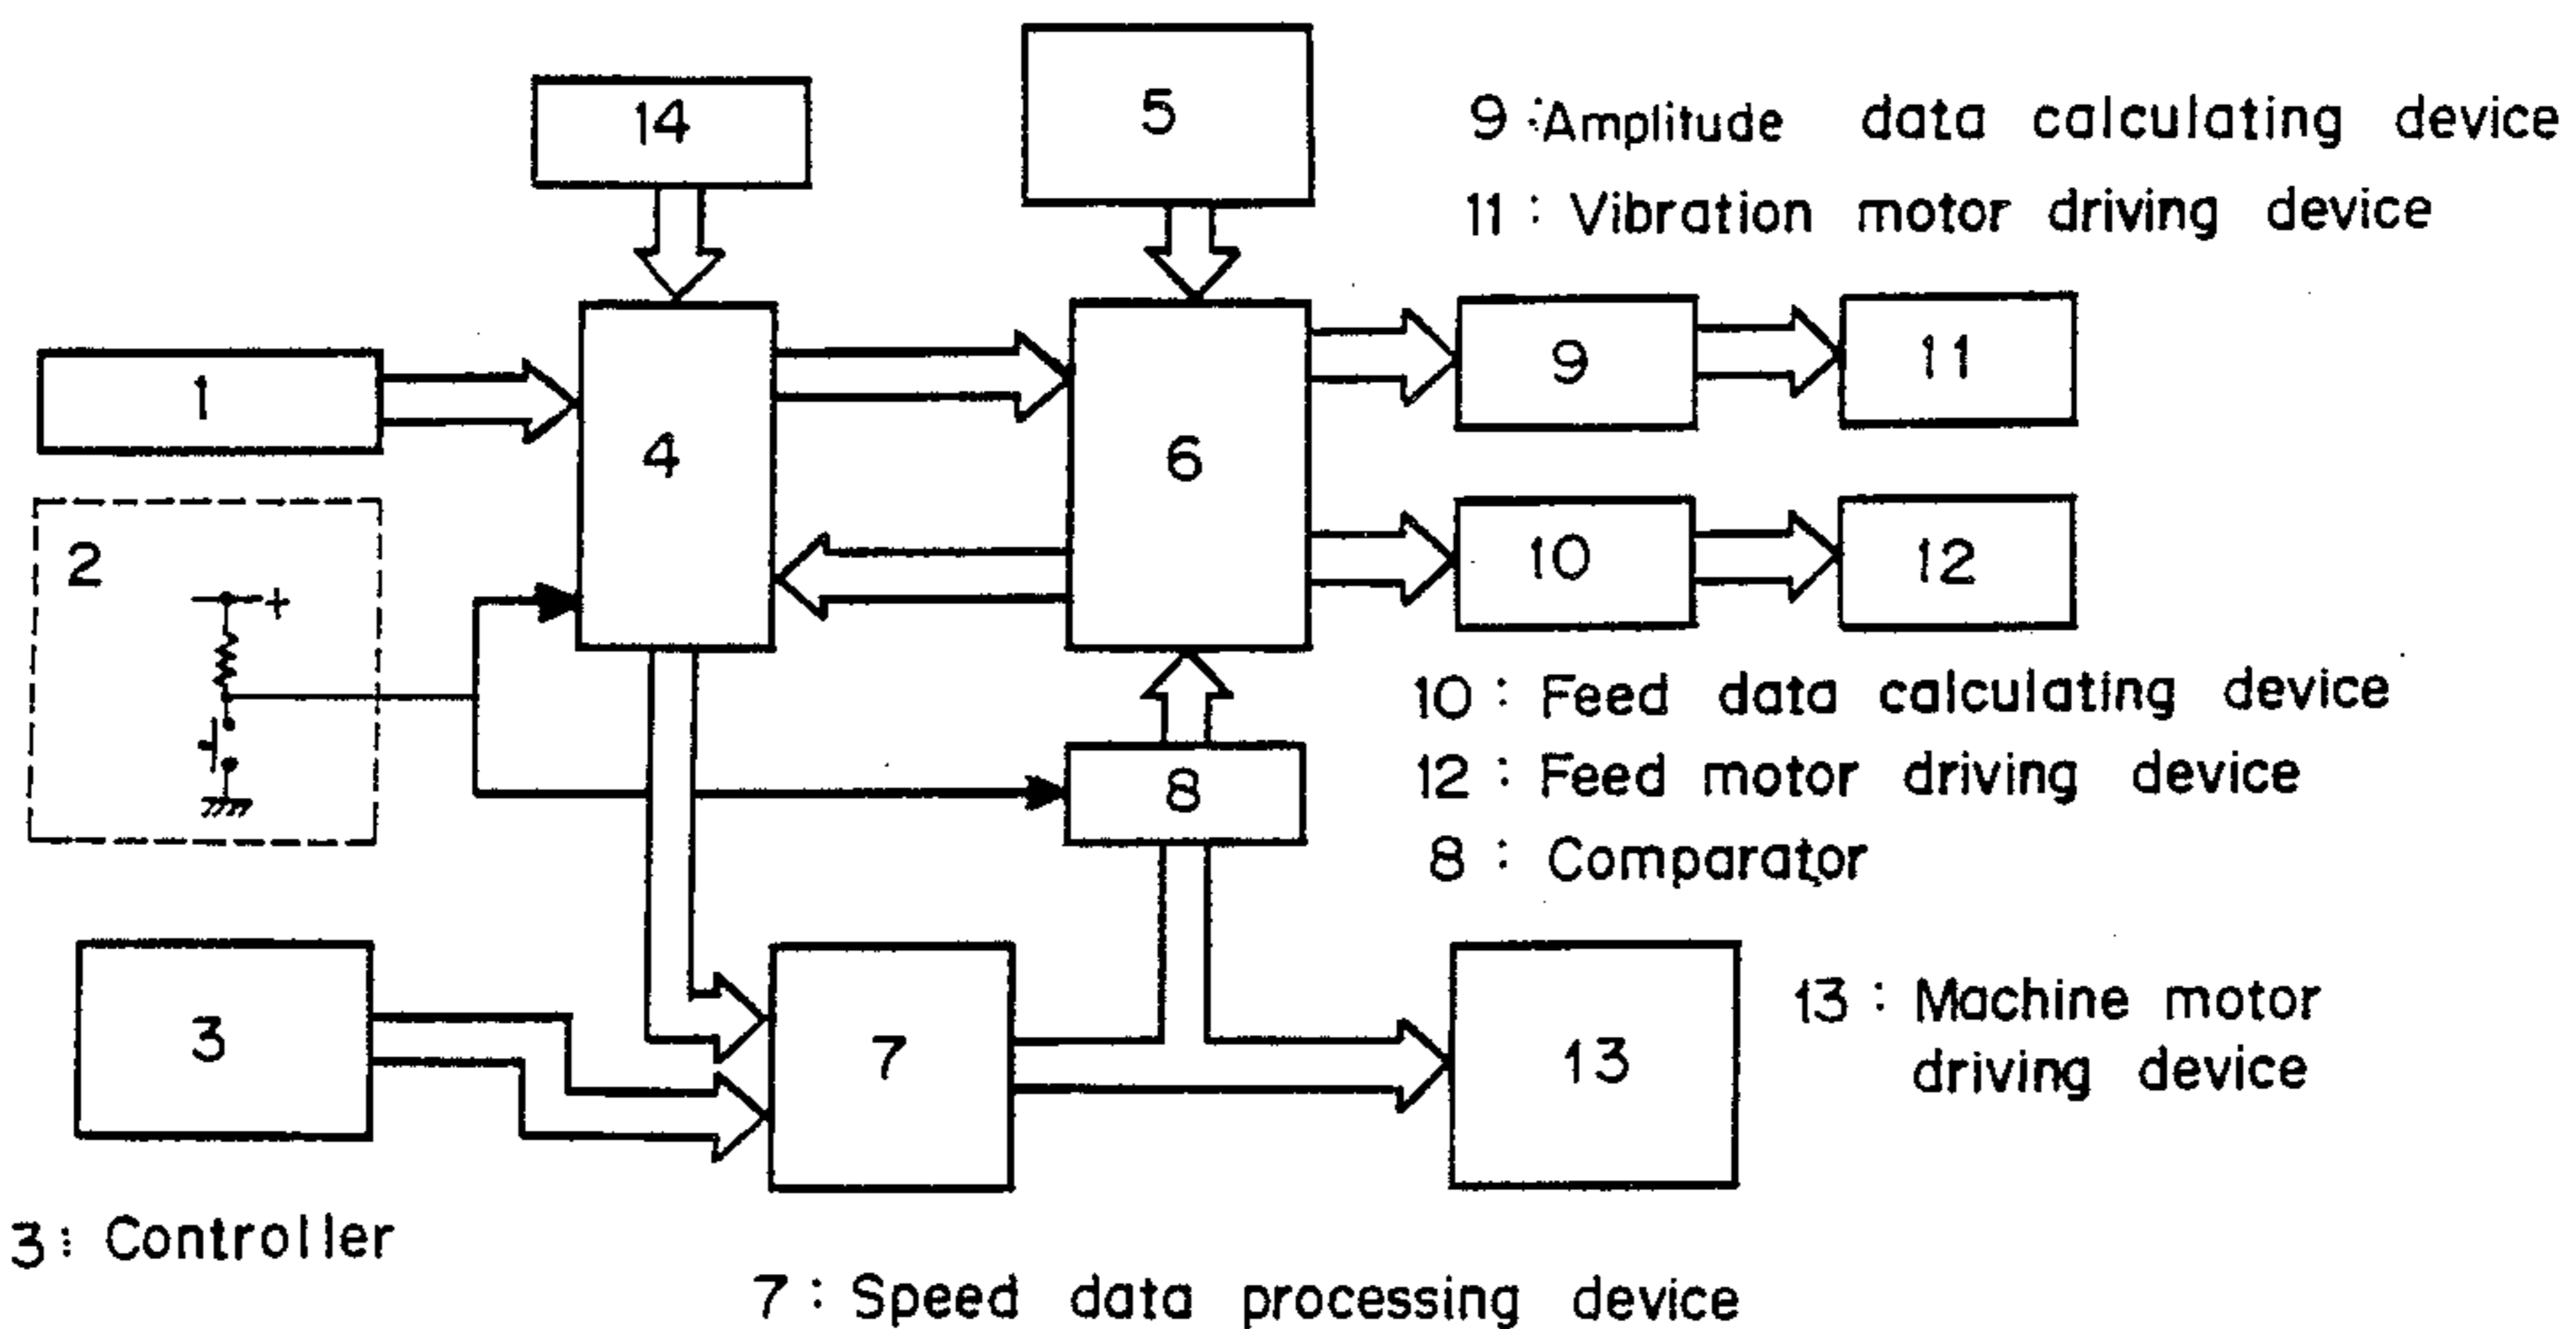 14
5
9 : Amplitude data calculating device
11 : Vibration motor driving device
1
4
6
9
11
2
+
10
12
10 : Feed data calculating device
12 : Feed motor driving device
8
8 : Comparator
3
7
13
13 : Machine motor
driving device
3 : Controller
7 : Speed data processing device